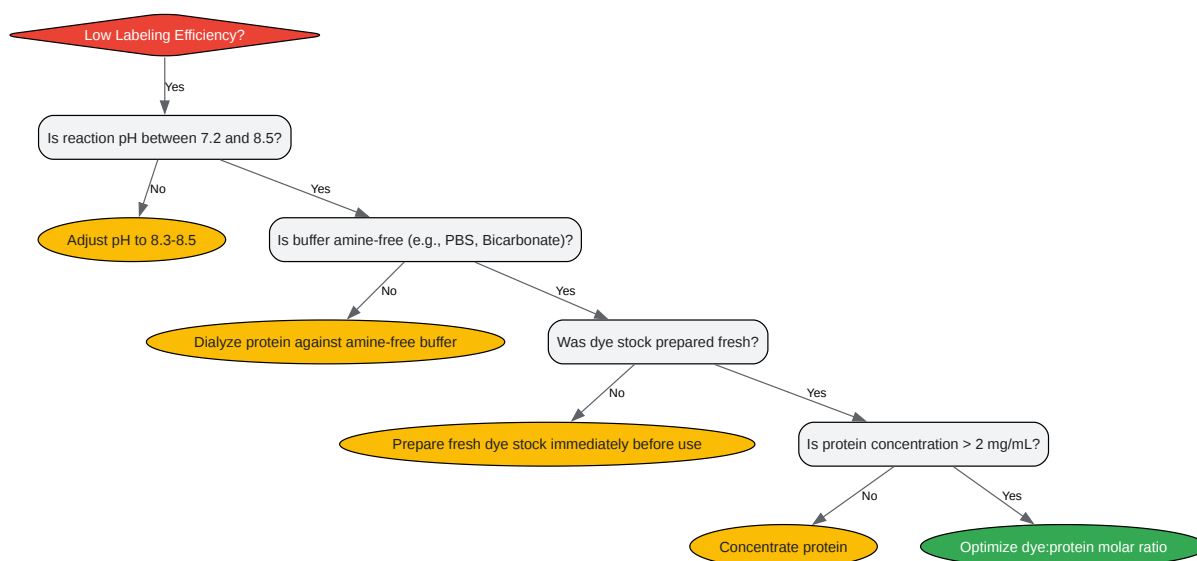 Low Labeling Efficiency?
Yes
Is reaction pH between 7.2 and 8.5?
No
Yes
Adjust pH to 8.3-8.5
Is buffer amine-free (e.g., PBS, Bicarbonate)?
No
Yes
Dialyze protein against amine-free buffer
Was dye stock prepared fresh?
No
Yes
Prepare fresh dye stock immediately before use
Is protein concentration > 2 mg/mL?
No
Yes
Concentrate protein
Optimize dye:protein molar ratio